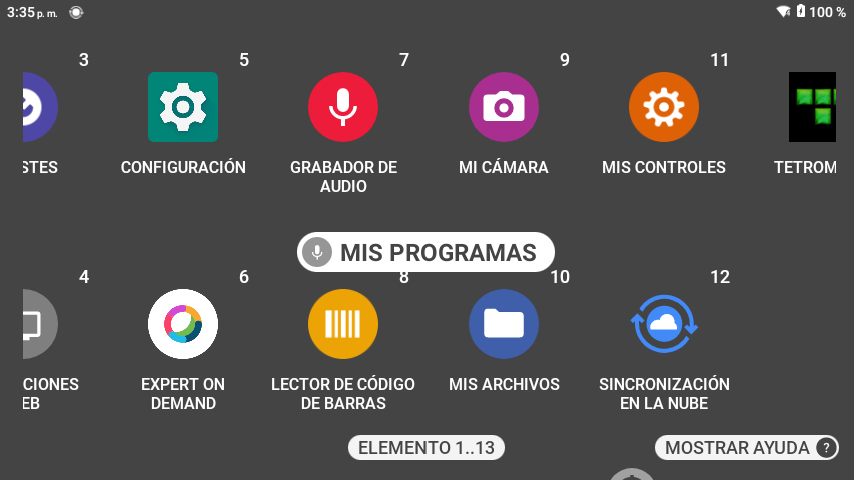 3:35 p. m.
100 %
3
5
7
9
11
STES
CONFIGURACIÓN
GRABADOR DE
AUDIO
MI CÁMARA
MIS CONTROLES
TETROM
MIS PROGRAMAS
4
6
8
10
12
CIONES
EB
EXPERT ON
DEMAND
LECTOR DE CÓDIGO
DE BARRAS
MIS ARCHIVOS
SINCRONIZACIÓN
EN LA NUBE
ELEMENTO 1..13
MOSTRAR AYUDA ?